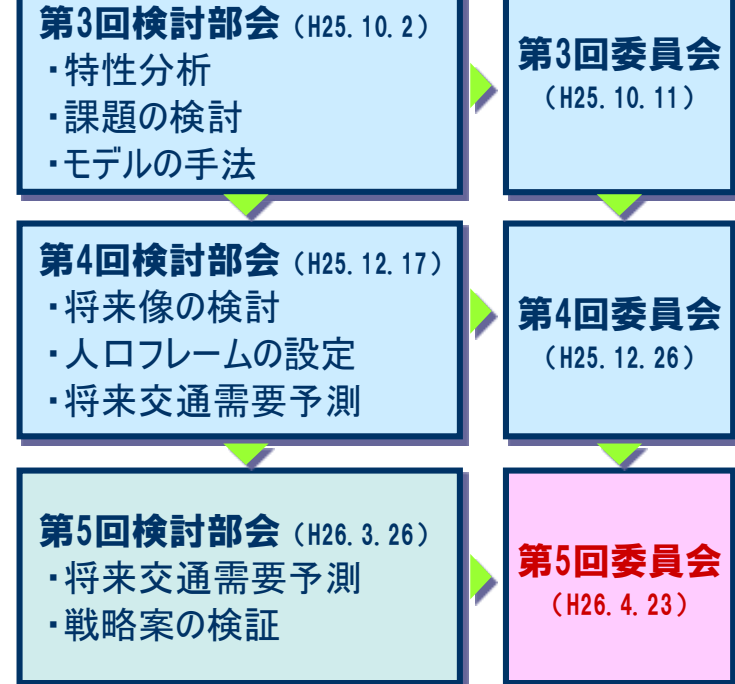 第3回検討部会（H25.10.2）
・特性分析
・課題の検討
・モデルの手法
第3回委員会
（H25.10.11）
第4回検討部会（H25.12.17）
・将来像の検討
・人口フレームの設定
・将来交通需要予測
第4回委員会
（H25.12.26）
第5回検討部会（H26.3.26）
・将来交通需要予測
・戦略案の検証
第5回委員会
（H26.4.23）